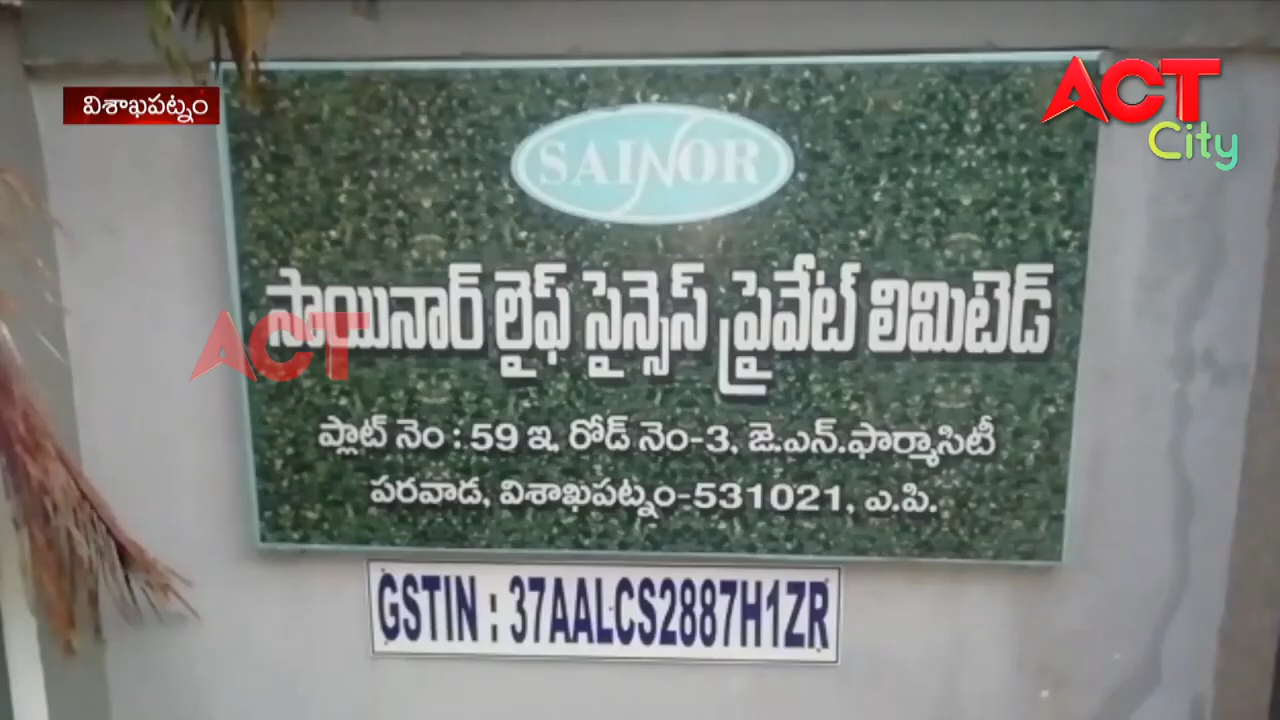 విశాఖపట్నం
ACT
City
SAINOR
సాయినార్ లైఫ్ సైన్సెస్ ప్రైవేట్ లిమిటెడ్
ACT
ప్లాట్ నెం : 59 ఇ, రోడ్ నెం-3, జె.ఎన్.ఫార్మాసిటీ
పరవాడ, విశాఖపట్నం-531021, ఎ.పి.
GSTIN : 37AALCS2887H1ZR